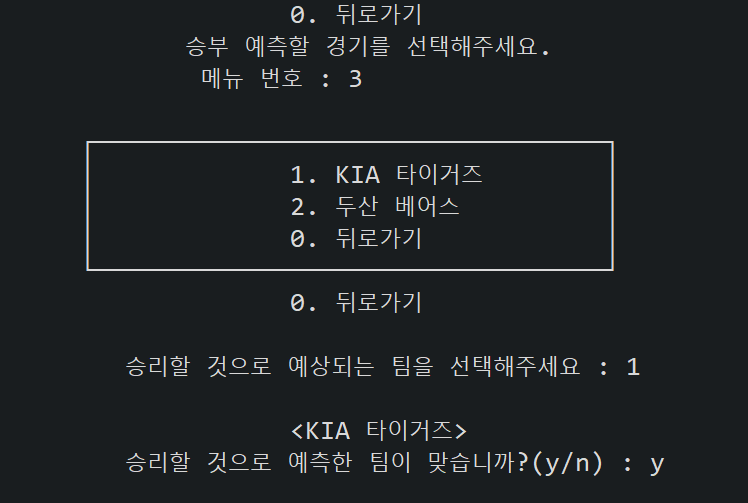 0. 뒤로가기
승부 예측할 경기를 선택해주세요.
메뉴 번호 : 3
1. KIA 타이거즈
2. 두산 베어스
0. 뒤로가기
0. 뒤로가기
승리할 것으로 예상되는 팀을 선택해주세요 : 1
<KIA 타이거즈>
승리할 것으로 예측한 팀이 맞습니까?(y/n) : y